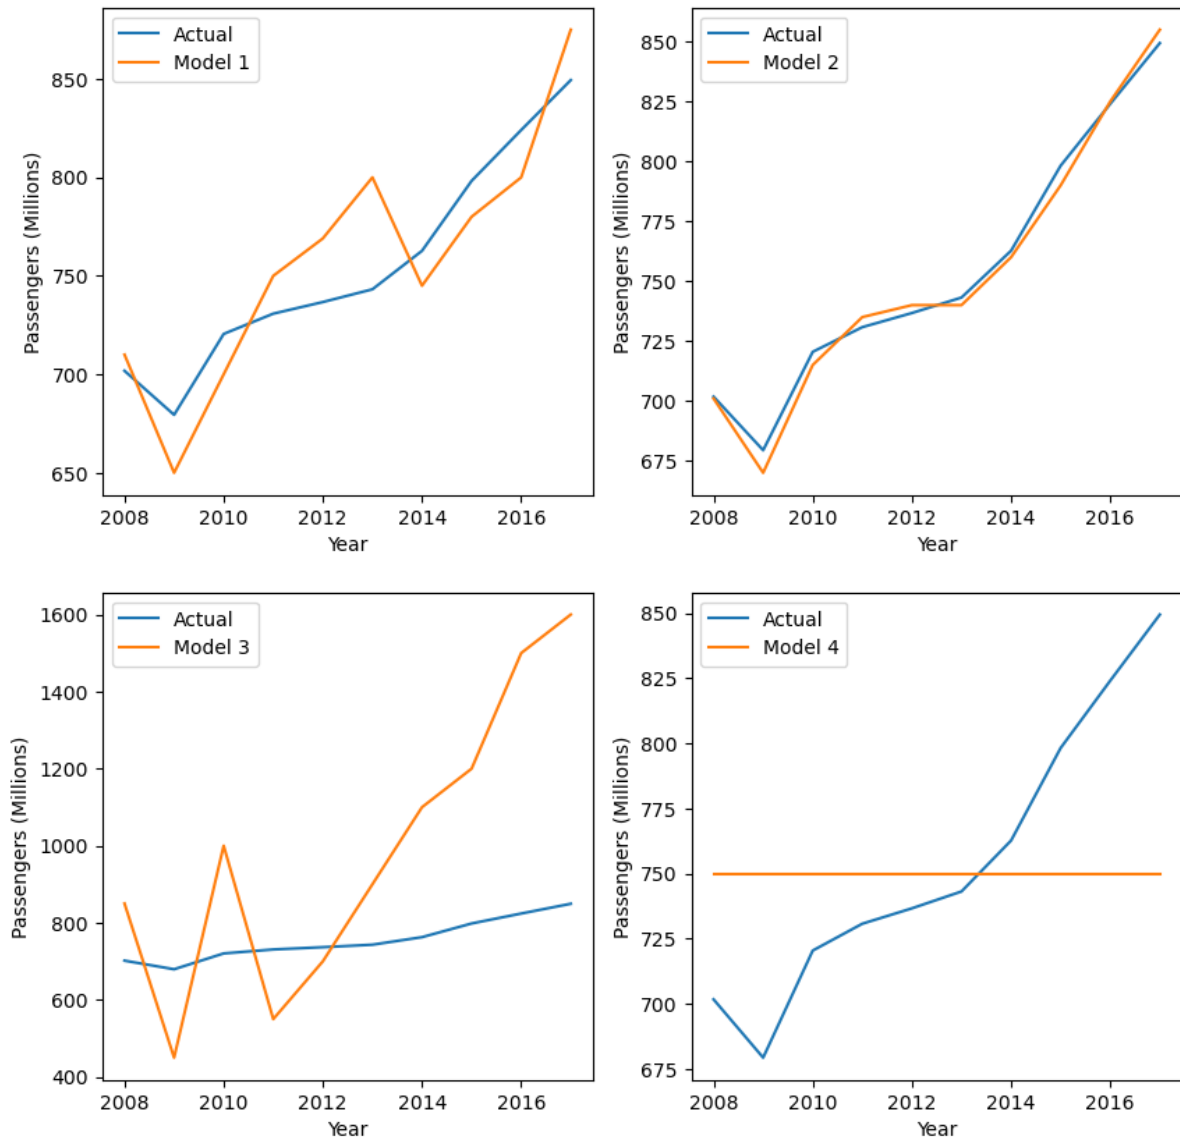 Actual
Model 1
850
800
750
700
650
Passengers (Millions)
2008 2010 2012 2014 2016
Year
Actual
Model 2
850
825
800
775
750
725
700
675
Passengers (Millions)
2008 2010 2012 2014 2016
Year
Actual
Model 3
1600
1400
1200
1000
800
600
400
Passengers (Millions)
2008 2010 2012 2014 2016
Year
Actual
Model 4
850
825
800
775
750
725
700
675
Passengers (Millions)
2008 2010 2012 2014 2016
Year